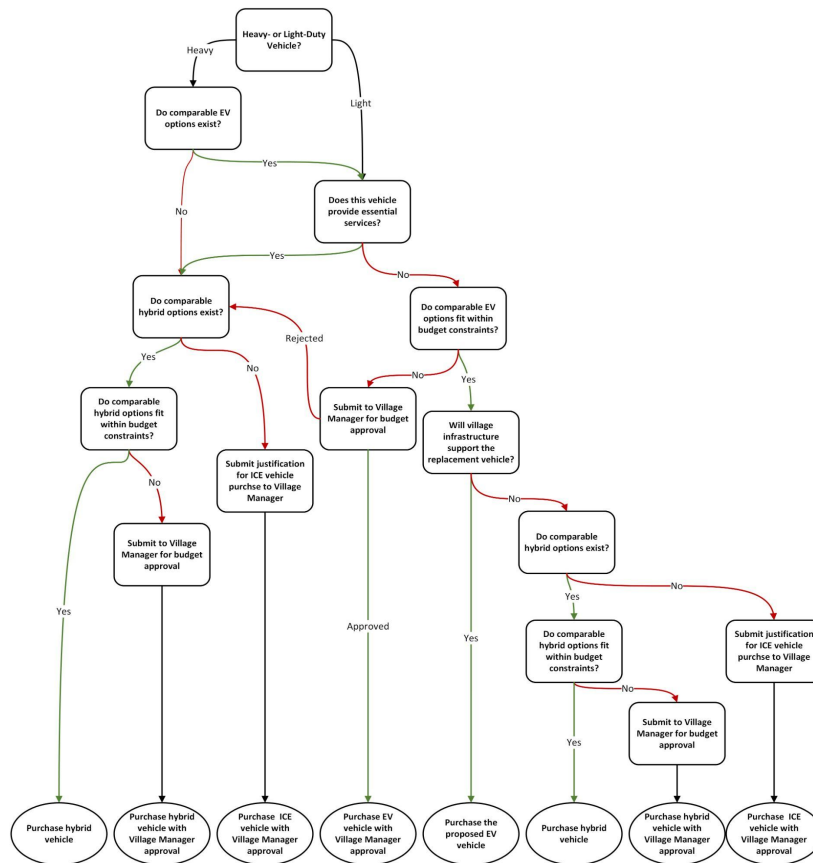 Heavy- or Light-Duty
Vehicle?
Heavy
Light
Do comparable EV
options exist?
Yes
No
Does this vehicle
provide essential
services?
Yes
No
Do comparable
hybrid options exist?
Do comparable EV
options fit within
budget constraints?
Rejected
Yes
No
No
Yes
Do comparable
hybrid options fit
within budget
constraints?
Submit to Village
Manager for budget
approval
Will village
infrastructure
support the
replacement vehicle?
Submit justification
for ICE vehicle
purchse to Village
Manager
No
No
Submit to Village
Manager for budget
approval
Do comparable
hybrid options exist?
Yes
No
Yes
Approved
Yes
Do comparable
hybrid options fit
within budget
constraints?
Submit justification
for ICE vehicle
purchse to Village
Manager
No
Submit to Village
Manager for budget
approval
Yes
Purchase hybrid
vehicle
Purchase hybrid
vehicle with
Village Manager
approval
Purchase ICE
vehicle with
Village Manager
approval
Purchase EV
vehicle with
Village Manager
approval
Purchase the
proposed EV
vehicle
Purchase hybrid
vehicle
Purchase hybrid
vehicle with
Village Manager
approval
Purchase ICE
vehicle with
Village Manager
approval